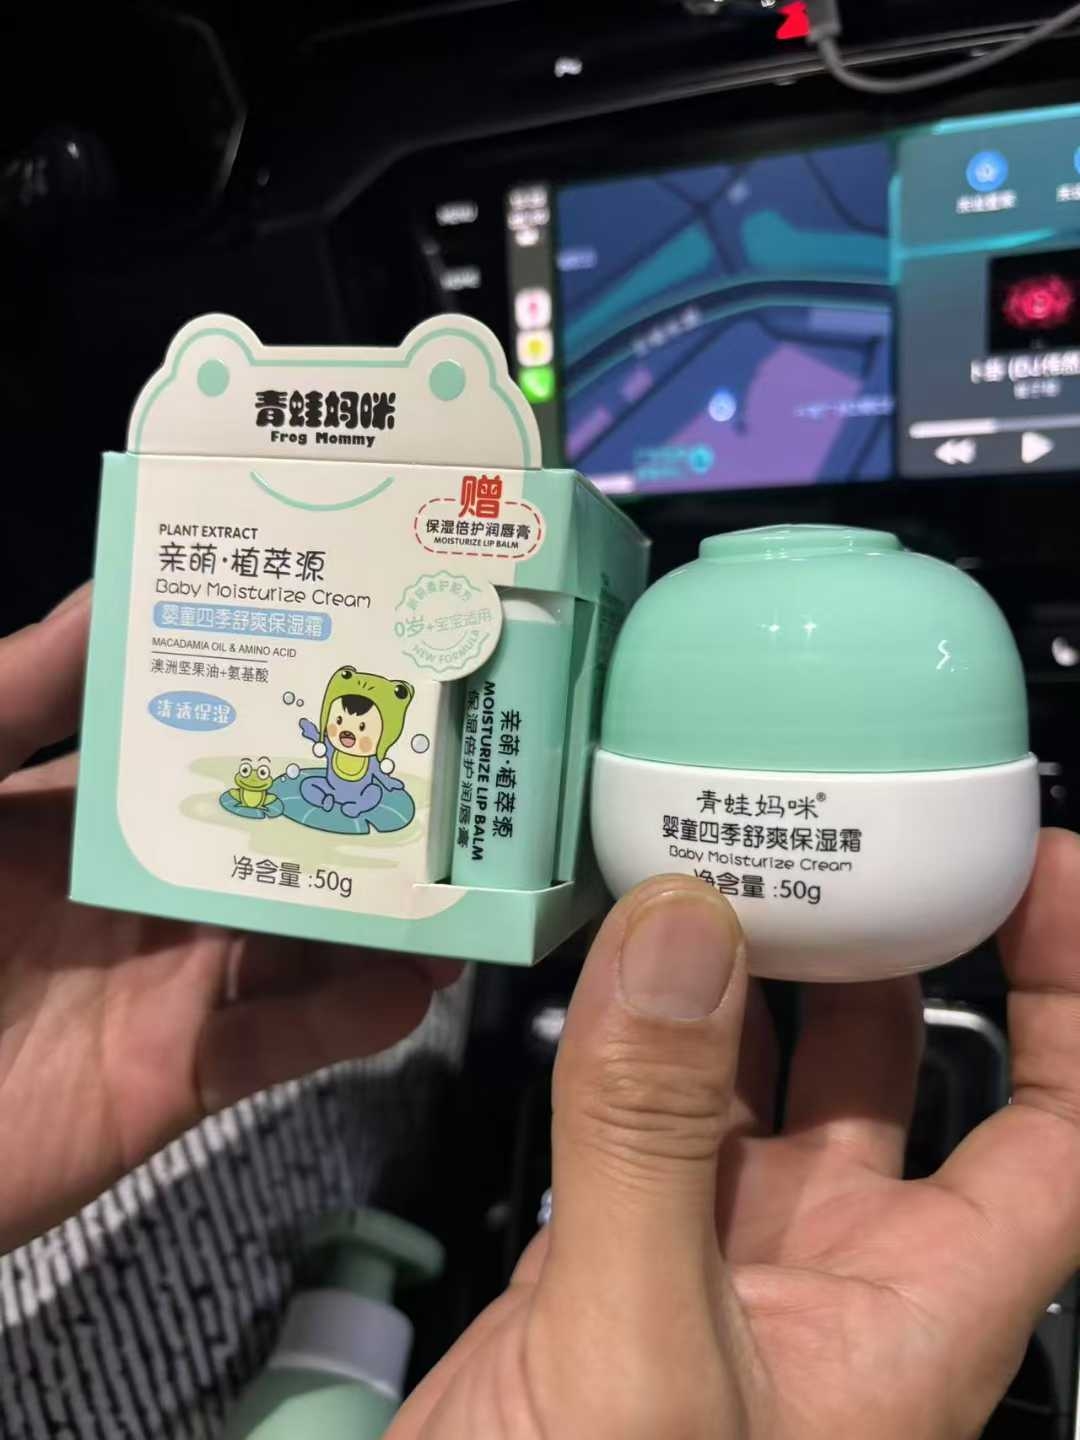 青蛙妈咪
Frog Mommy
赠
保湿倍护润唇膏
MOISTURIZE LIP BALM
PLANT EXTRACT
亲萌·植萃源
Baby Moisturize Cream
婴童四季舒爽保湿霜
MACADAMIA OIL & AMINO ACID
澳洲坚果油+氨基酸
清透保湿
0岁+宝宝适用
NEW FORMULA
亲萌·植萃源
MOISTURIZE LIP BALM
保湿倍护润唇膏
净含量:50g
青蛙妈咪®
婴童四季舒爽保湿霜
Baby Moisturize Cream
净含量:50g